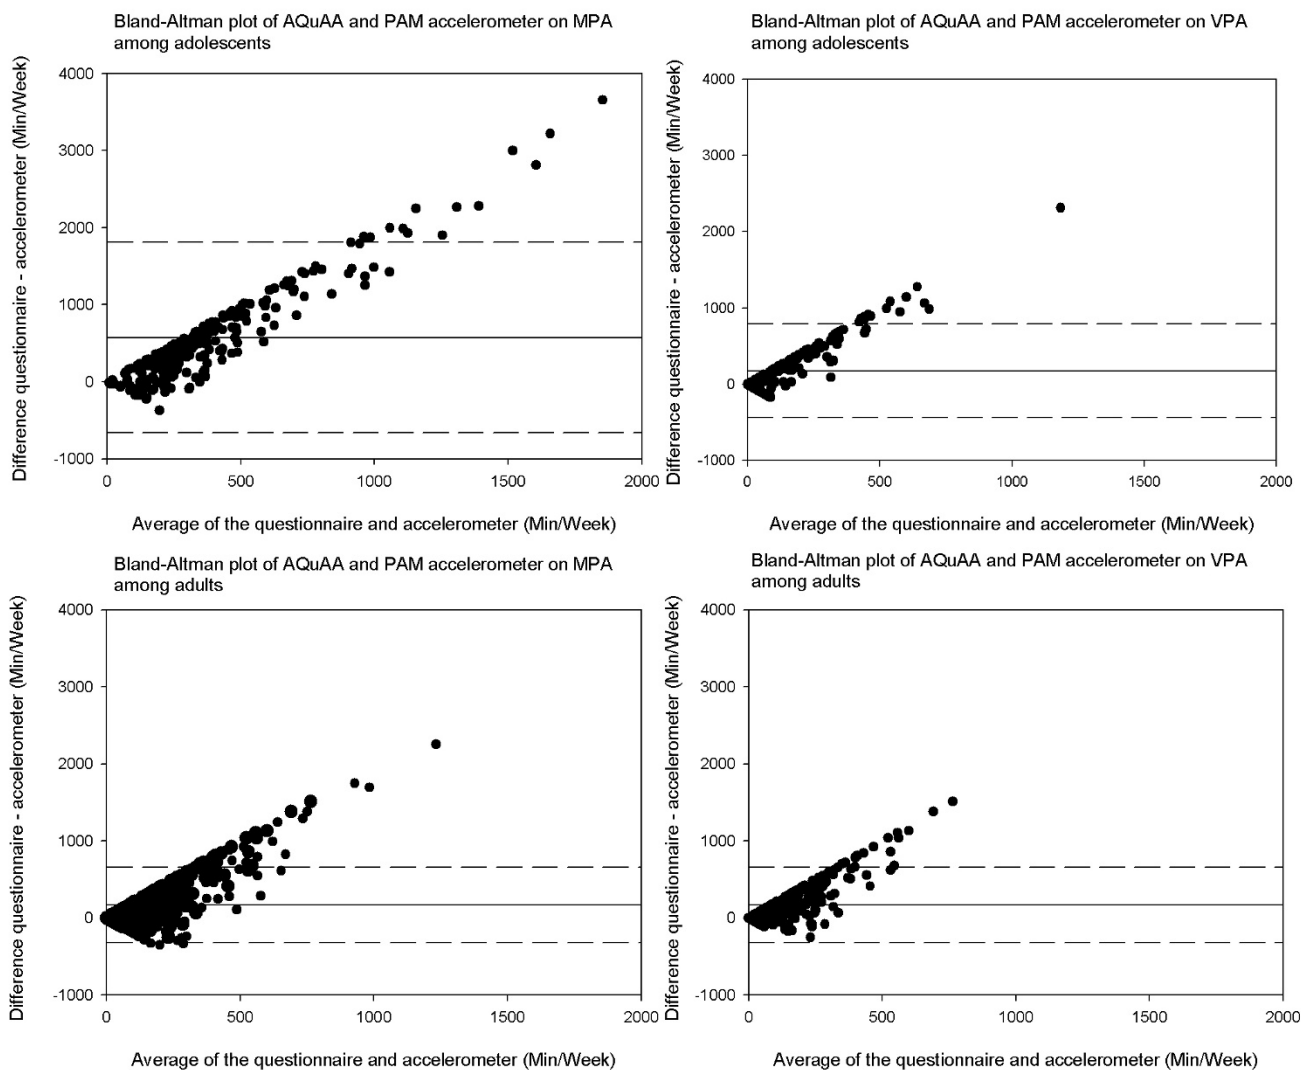 Bland-Altman plot of AQuAA and PAM accelerometer on MPA
among adolescents
Difference questionnaire - accelerometer (Min/Week)
4000
3000
2000
1000
0
-1000
0
500
1000
1500
2000
Average of the questionnaire and accelerometer (Min/Week)
Bland-Altman plot of AQuAA and PAM accelerometer on VPA
among adolescents
Difference questionnaire - accelerometer (Min/Week)
4000
3000
2000
1000
0
-1000
0
500
1000
1500
2000
Average of the questionnaire and accelerometer (Min/Week)
Bland-Altman plot of AQuAA and PAM accelerometer on MPA
among adults
Difference questionnaire - accelerometer (Min/Week)
4000
3000
2000
1000
0
-1000
0
500
1000
1500
2000
Average of the questionnaire and accelerometer (Min/Week)
Bland-Altman plot of AQuAA and PAM accelerometer on VPA
among adults
Difference questionnaire - accelerometer (Min/Week)
4000
3000
2000
1000
0
-1000
0
500
1000
1500
2000
Average of the questionnaire and accelerometer (Min/Week)